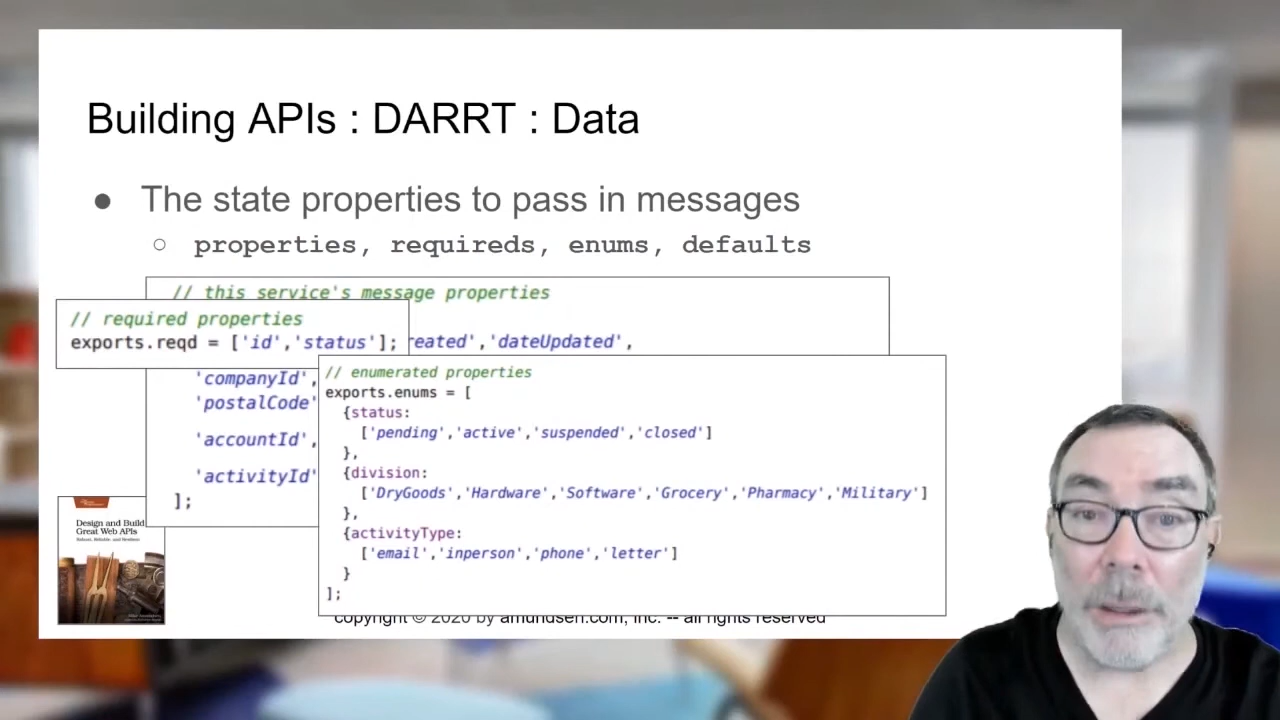 Building APIs : DARRT : Data
● The state properties to pass in messages
○ properties, requireds, enums, defaults
// this service's message properties
// required properties
exports.reqd = ['id','status'];
'dateUpdated',
'companyId',
'postalCode'
'accountId',
'activityId'
];
// enumerated properties
exports.enums = [
{status:
['pending','active','suspended','closed']
},
{division:
['DryGoods','Hardware','Software','Grocery','Pharmacy','Military']
},
{activityType:
['email','inperson','phone','letter']
}
];
Design and Build
Great Web APIs
copyright © 2020 by amundsen.com, inc. -- all rights reserved